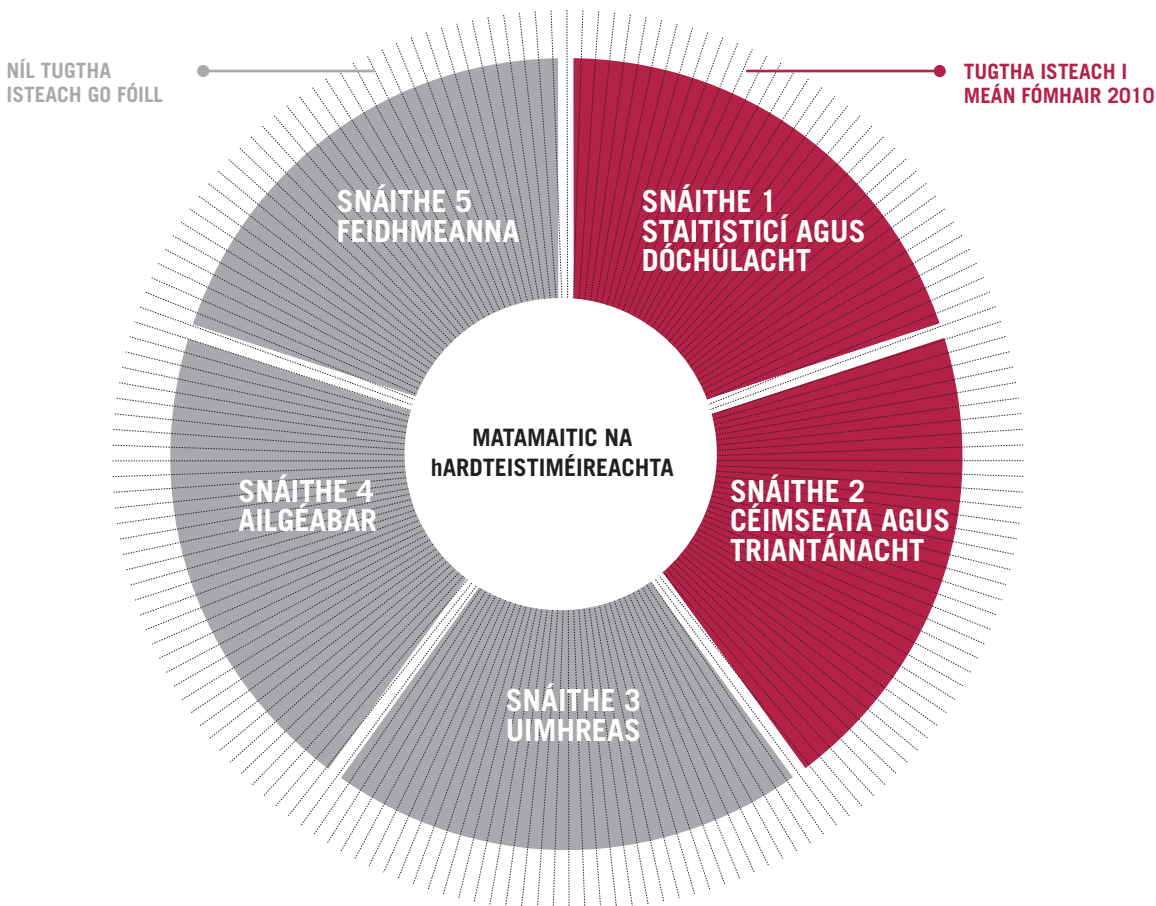 NÍL TUGTHA
ISTEACH GO FÓILL
TUGTHA ISTEACH I
MEÁN FÓMHAIR 2010
SNÁITHE 5
FEIDHMEANNA
SNÁITHE 1
STAITISTICÍ AGUS
DÓCHÚLACHT
MATAMAITIC NA
hARDTEISTIMÉIREACHTA
SNÁITHE 4
AILGÉABAR
SNÁITHE 2
CÉIMSEATA AGUS
TRIANTÁNACHT
SNÁITHE 3
UIMHREAS